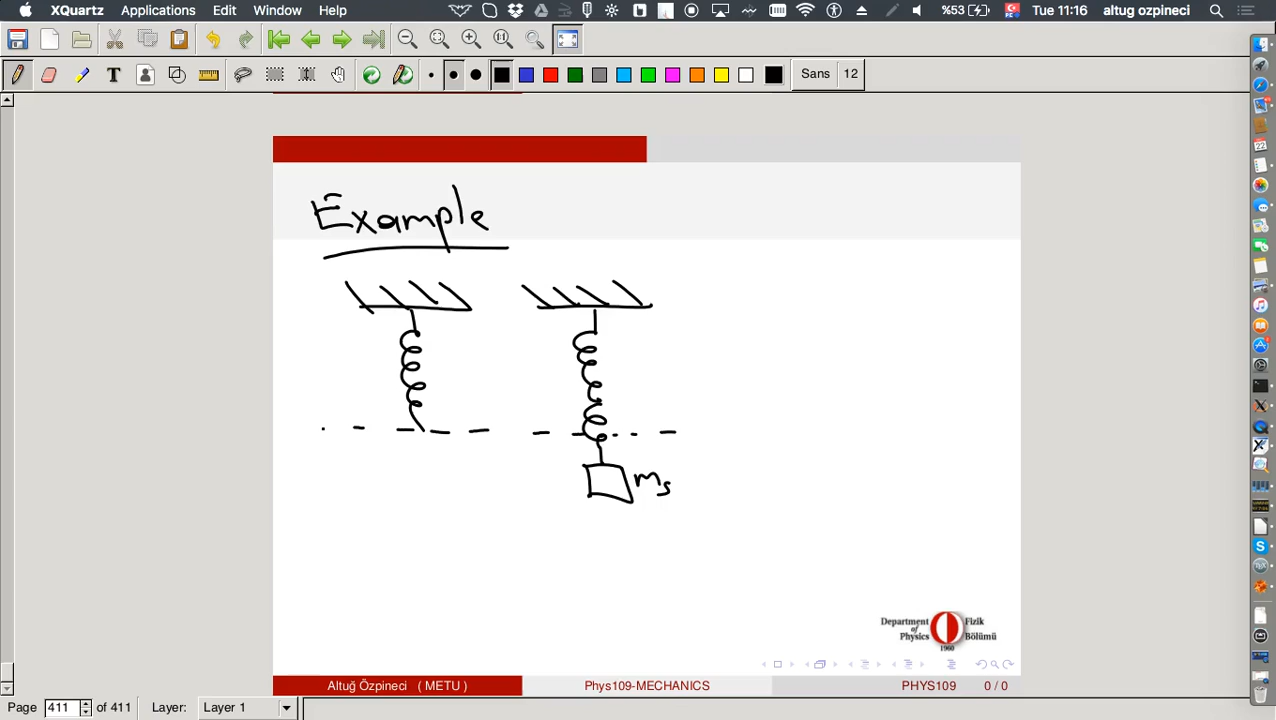 XQuartz Applications Edit Window Help %53 Tue 11:16 altug ozpineci
Sans 12
Example
ms
Department of Physics Fizik Bölümü
1960
Altuğ Özpineci ( METU ) Phys109-MECHANICS PHYS109 0 / 0
Page 411 of 411 Layer: Layer 1